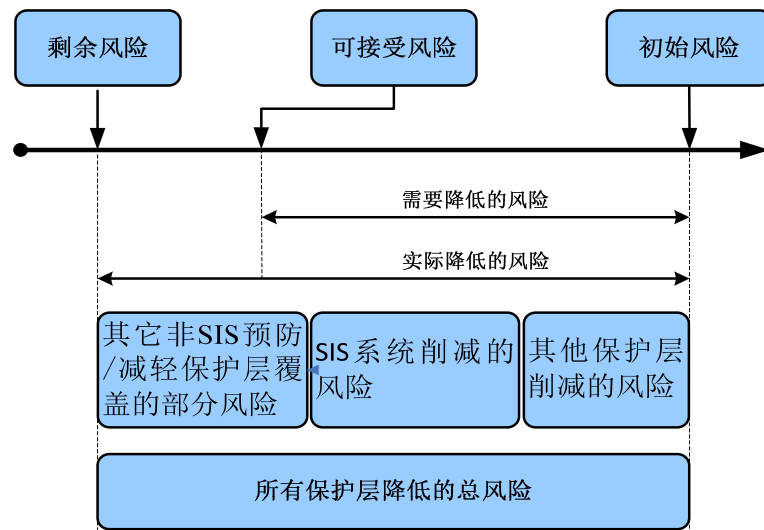 剩余风险
可接受风险
初始风险
需要降低的风险
实际降低的风险
其它非SIS预防
/减轻保护层覆
盖的部分风险
SIS系统削减的
风险
其他保护层
削减的风险
所有保护层降低的总风险